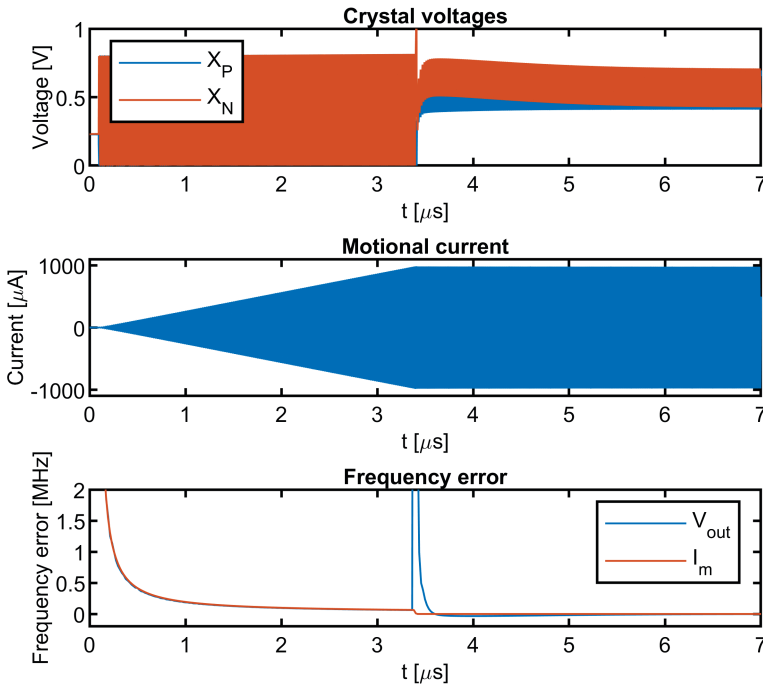 Crystal voltages
Voltage [V]
1
0.5
0
X_P
X_N
0 1 2 3 4 5 6 7
t [μs]
Motional current
Current [μA]
1000
0
-1000
0 1 2 3 4 5 6 7
t [μs]
Frequency error
Frequency error [MHz]
2
1.5
1
0.5
0
V_out
I_m
0 1 2 3 4 5 6 7
t [μs]